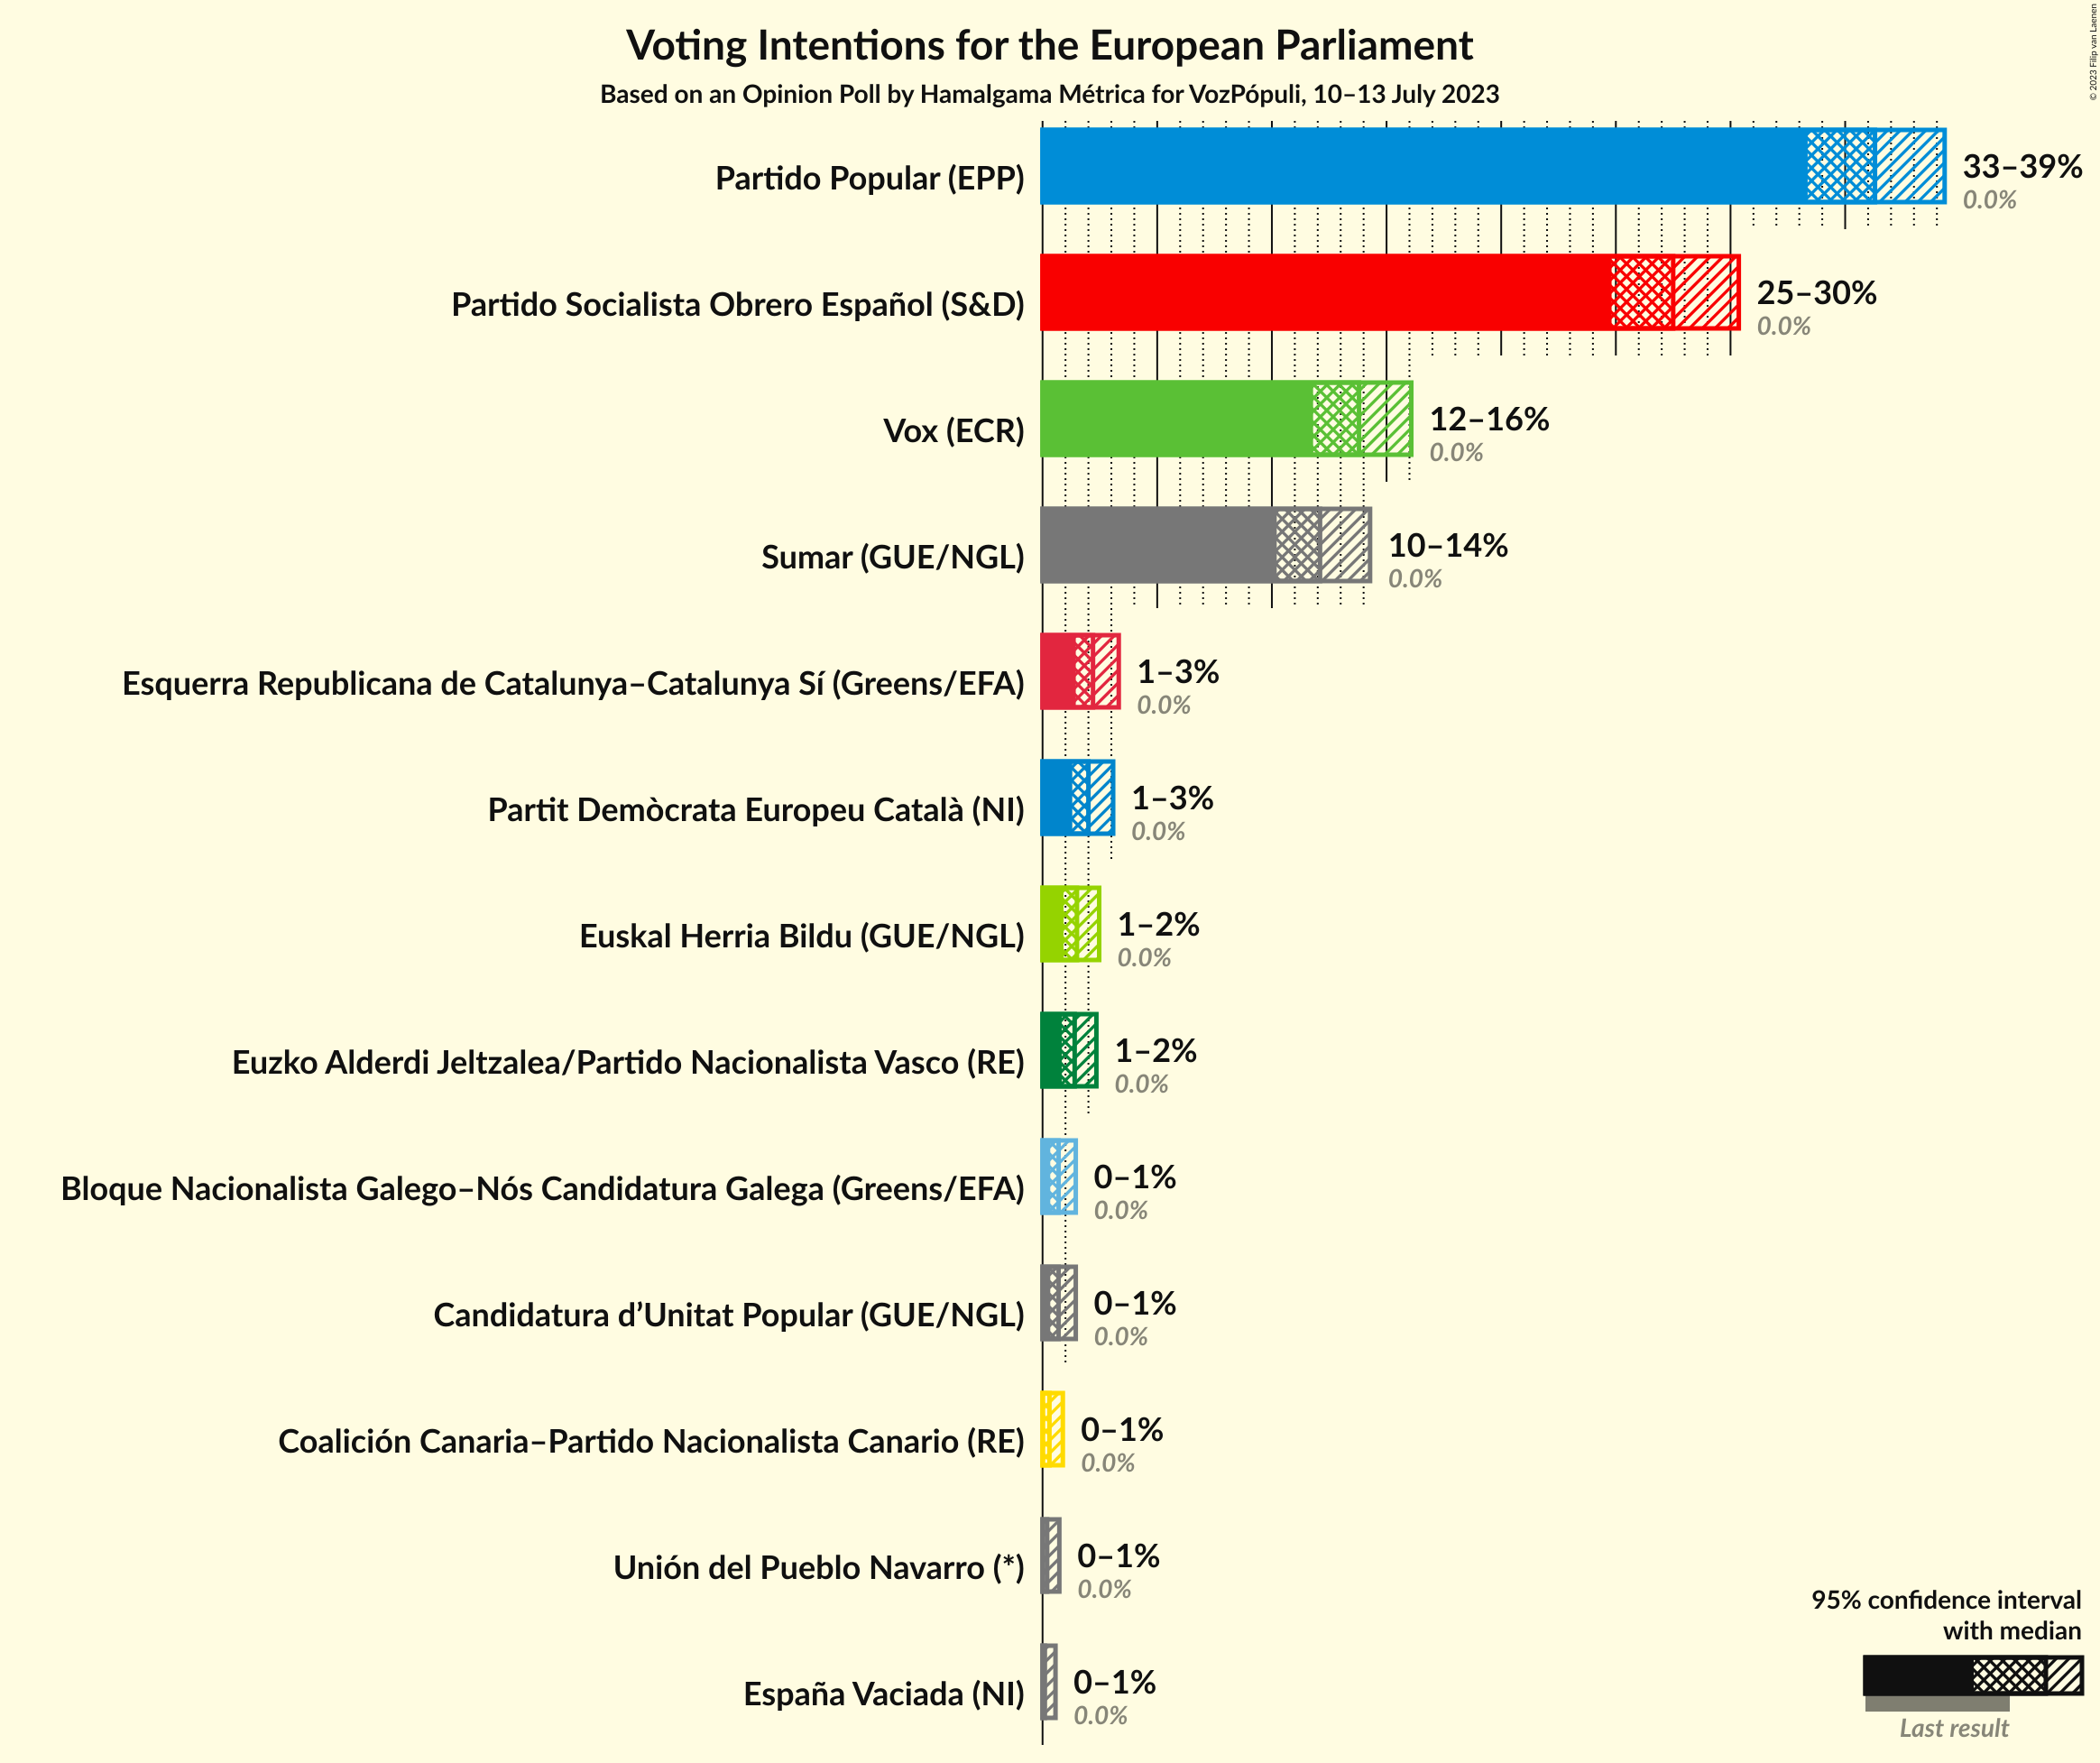 Voting Intentions for the European Parliament
Based on an Opinion Poll by Hamalgama Métrica for VozPópuli, 10–13 July 2023
© 2023 Filip van Laenen
Partido Popular (EPP)
33–39%
0.0%
Partido Socialista Obrero Español (S&D)
25–30%
0.0%
Vox (ECR)
12–16%
0.0%
Sumar (GUE/NGL)
10–14%
0.0%
Esquerra Republicana de Catalunya–Catalunya Sí (Greens/EFA)
1–3%
0.0%
Partit Demòcrata Europeu Català (NI)
1–3%
0.0%
Euskal Herria Bildu (GUE/NGL)
1–2%
0.0%
Euzko Alderdi Jeltzalea/Partido Nacionalista Vasco (RE)
1–2%
0.0%
Bloque Nacionalista Galego–Nós Candidatura Galega (Greens/EFA)
0–1%
0.0%
Candidatura d’Unitat Popular (GUE/NGL)
0–1%
0.0%
Coalición Canaria–Partido Nacionalista Canario (RE)
0–1%
0.0%
Unión del Pueblo Navarro (*)
0–1%
0.0%
España Vaciada (NI)
0–1%
0.0%
95% confidence interval
with median
Last result